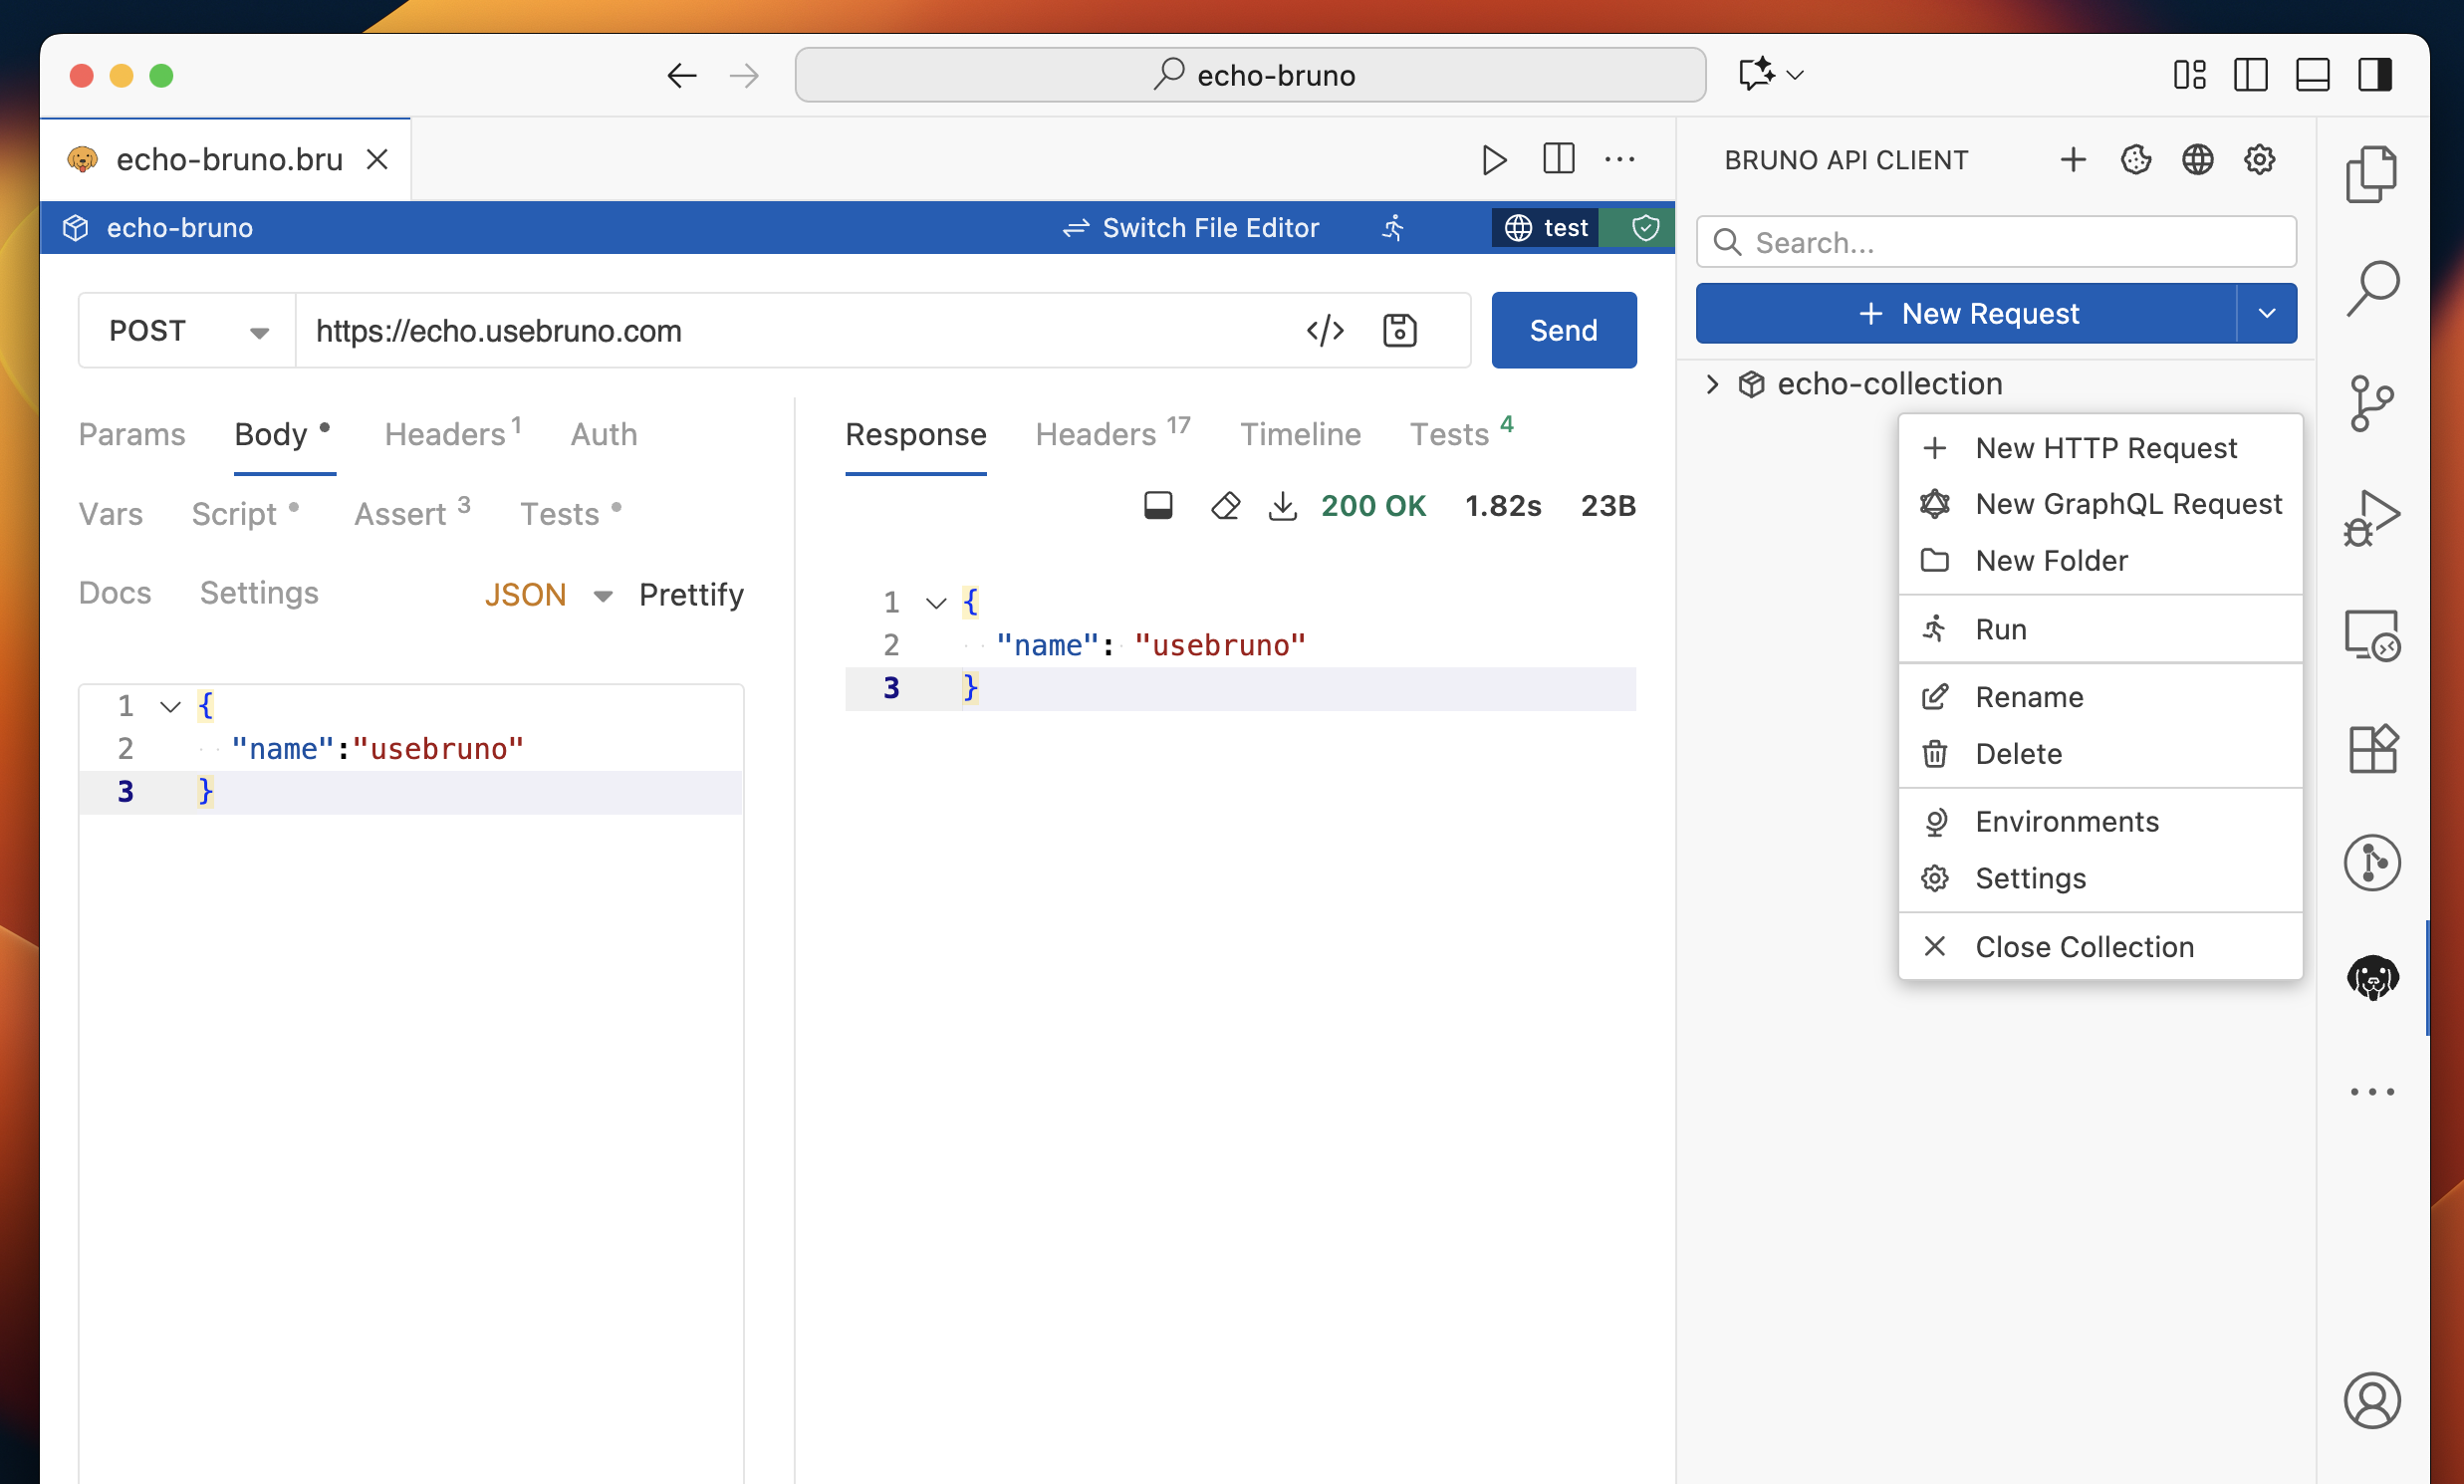 echo-bruno
echo-bruno.bru
BRUNO API CLIENT
echo-bruno
Switch File Editor
test
Search...
New Request
POST
https://echo.usebruno.com
Send
Params
Body
Headers 1
Auth
Vars
Script
Assert 3
Tests
Docs
Settings
JSON
Prettify
1 {
2 "name":"usebruno"
3 }
Response
Headers 17
Timeline
Tests 4
200 OK
1.82s
23B
1 {
2 "name": "usebruno"
3 }
echo-collection
New HTTP Request
New GraphQL Request
New Folder
Run
Rename
Delete
Environments
Settings
Close Collection